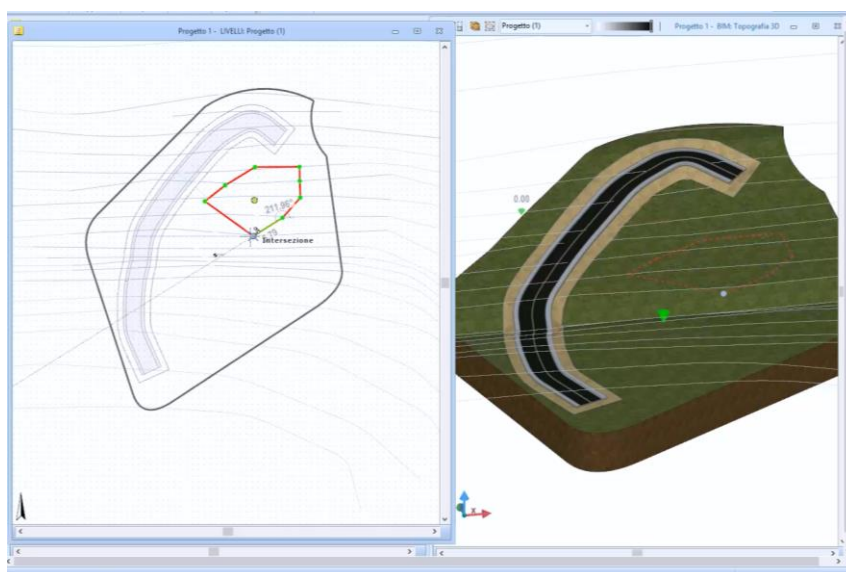 Progetto 1 - LIVELLI: Progetto (1)
Progetto (1)
Progetto 1 - BIM: Topografia 3D
211,96°
Intersezione
0.00
x